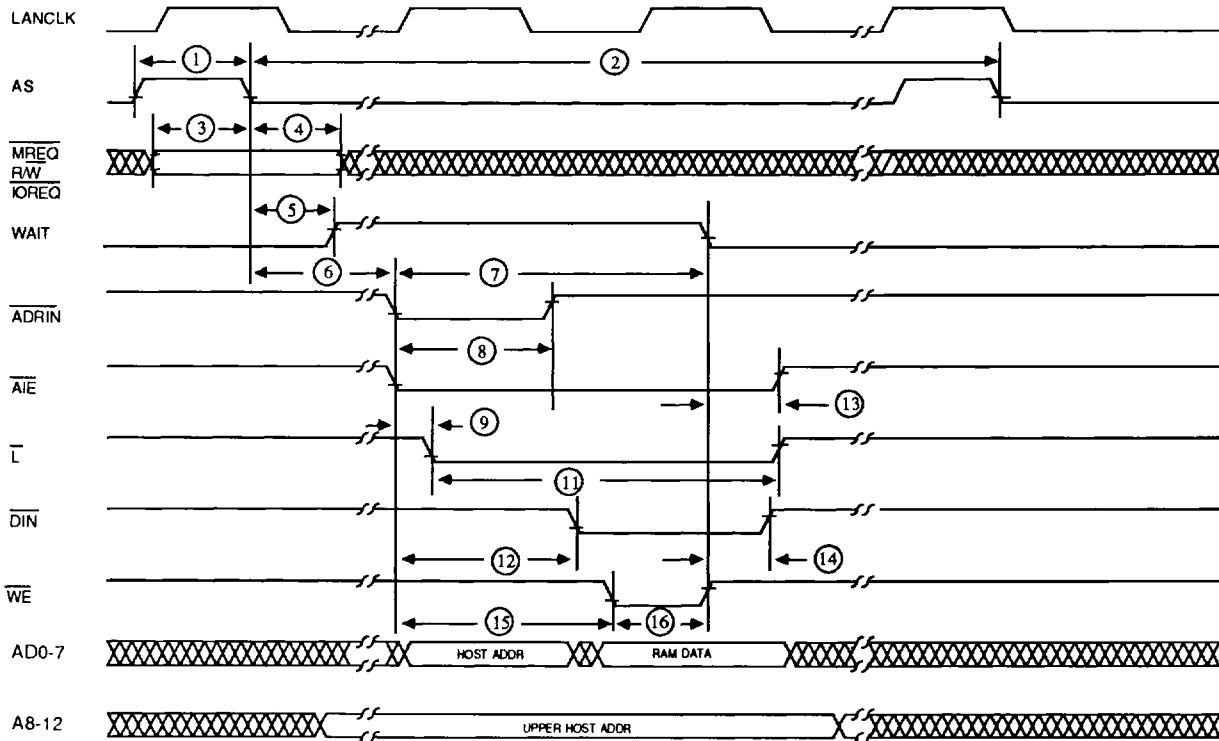 LANCLK
1
2
AS
3
4
MREQ
R/W
IOREQ
5
WAIT
6
7
ADRIN
8
AIE
13
9
L
11
DIN
12
14
WE
15
16
AD0-7
HOST ADDR
RAM DATA
A8-12
UPPER HOST ADDR